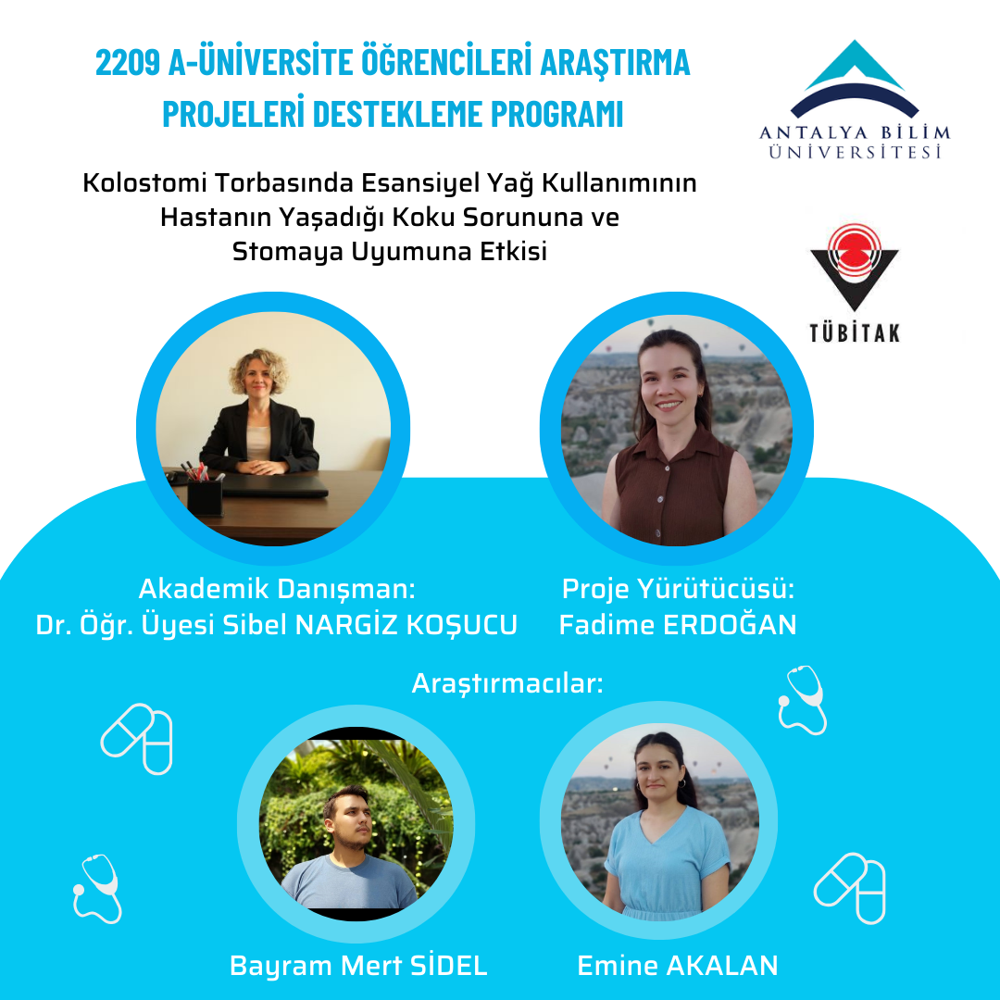 2209 A-ÜNİVERSİTE ÖĞRENCİLERİ ARAŞTIRMA
PROJELERİ DESTEKLEME PROGRAMI
ANTALYA BİLİM
ÜNİVERSİTESİ
Kolostomi Torbasında Esansiyel Yağ Kullanımının
Hastanın Yaşadığı Koku Sorununa ve
Stomaya Uyumuna Etkisi
TÜBİTAK
Akademik Danışman:
Dr. Öğr. Üyesi Sibel NARGİZ KOŞUCU
Proje Yürütücüsü:
Fadime ERDOĞAN
Araştırmacılar:
Bayram Mert SİDEL
Emine AKALAN